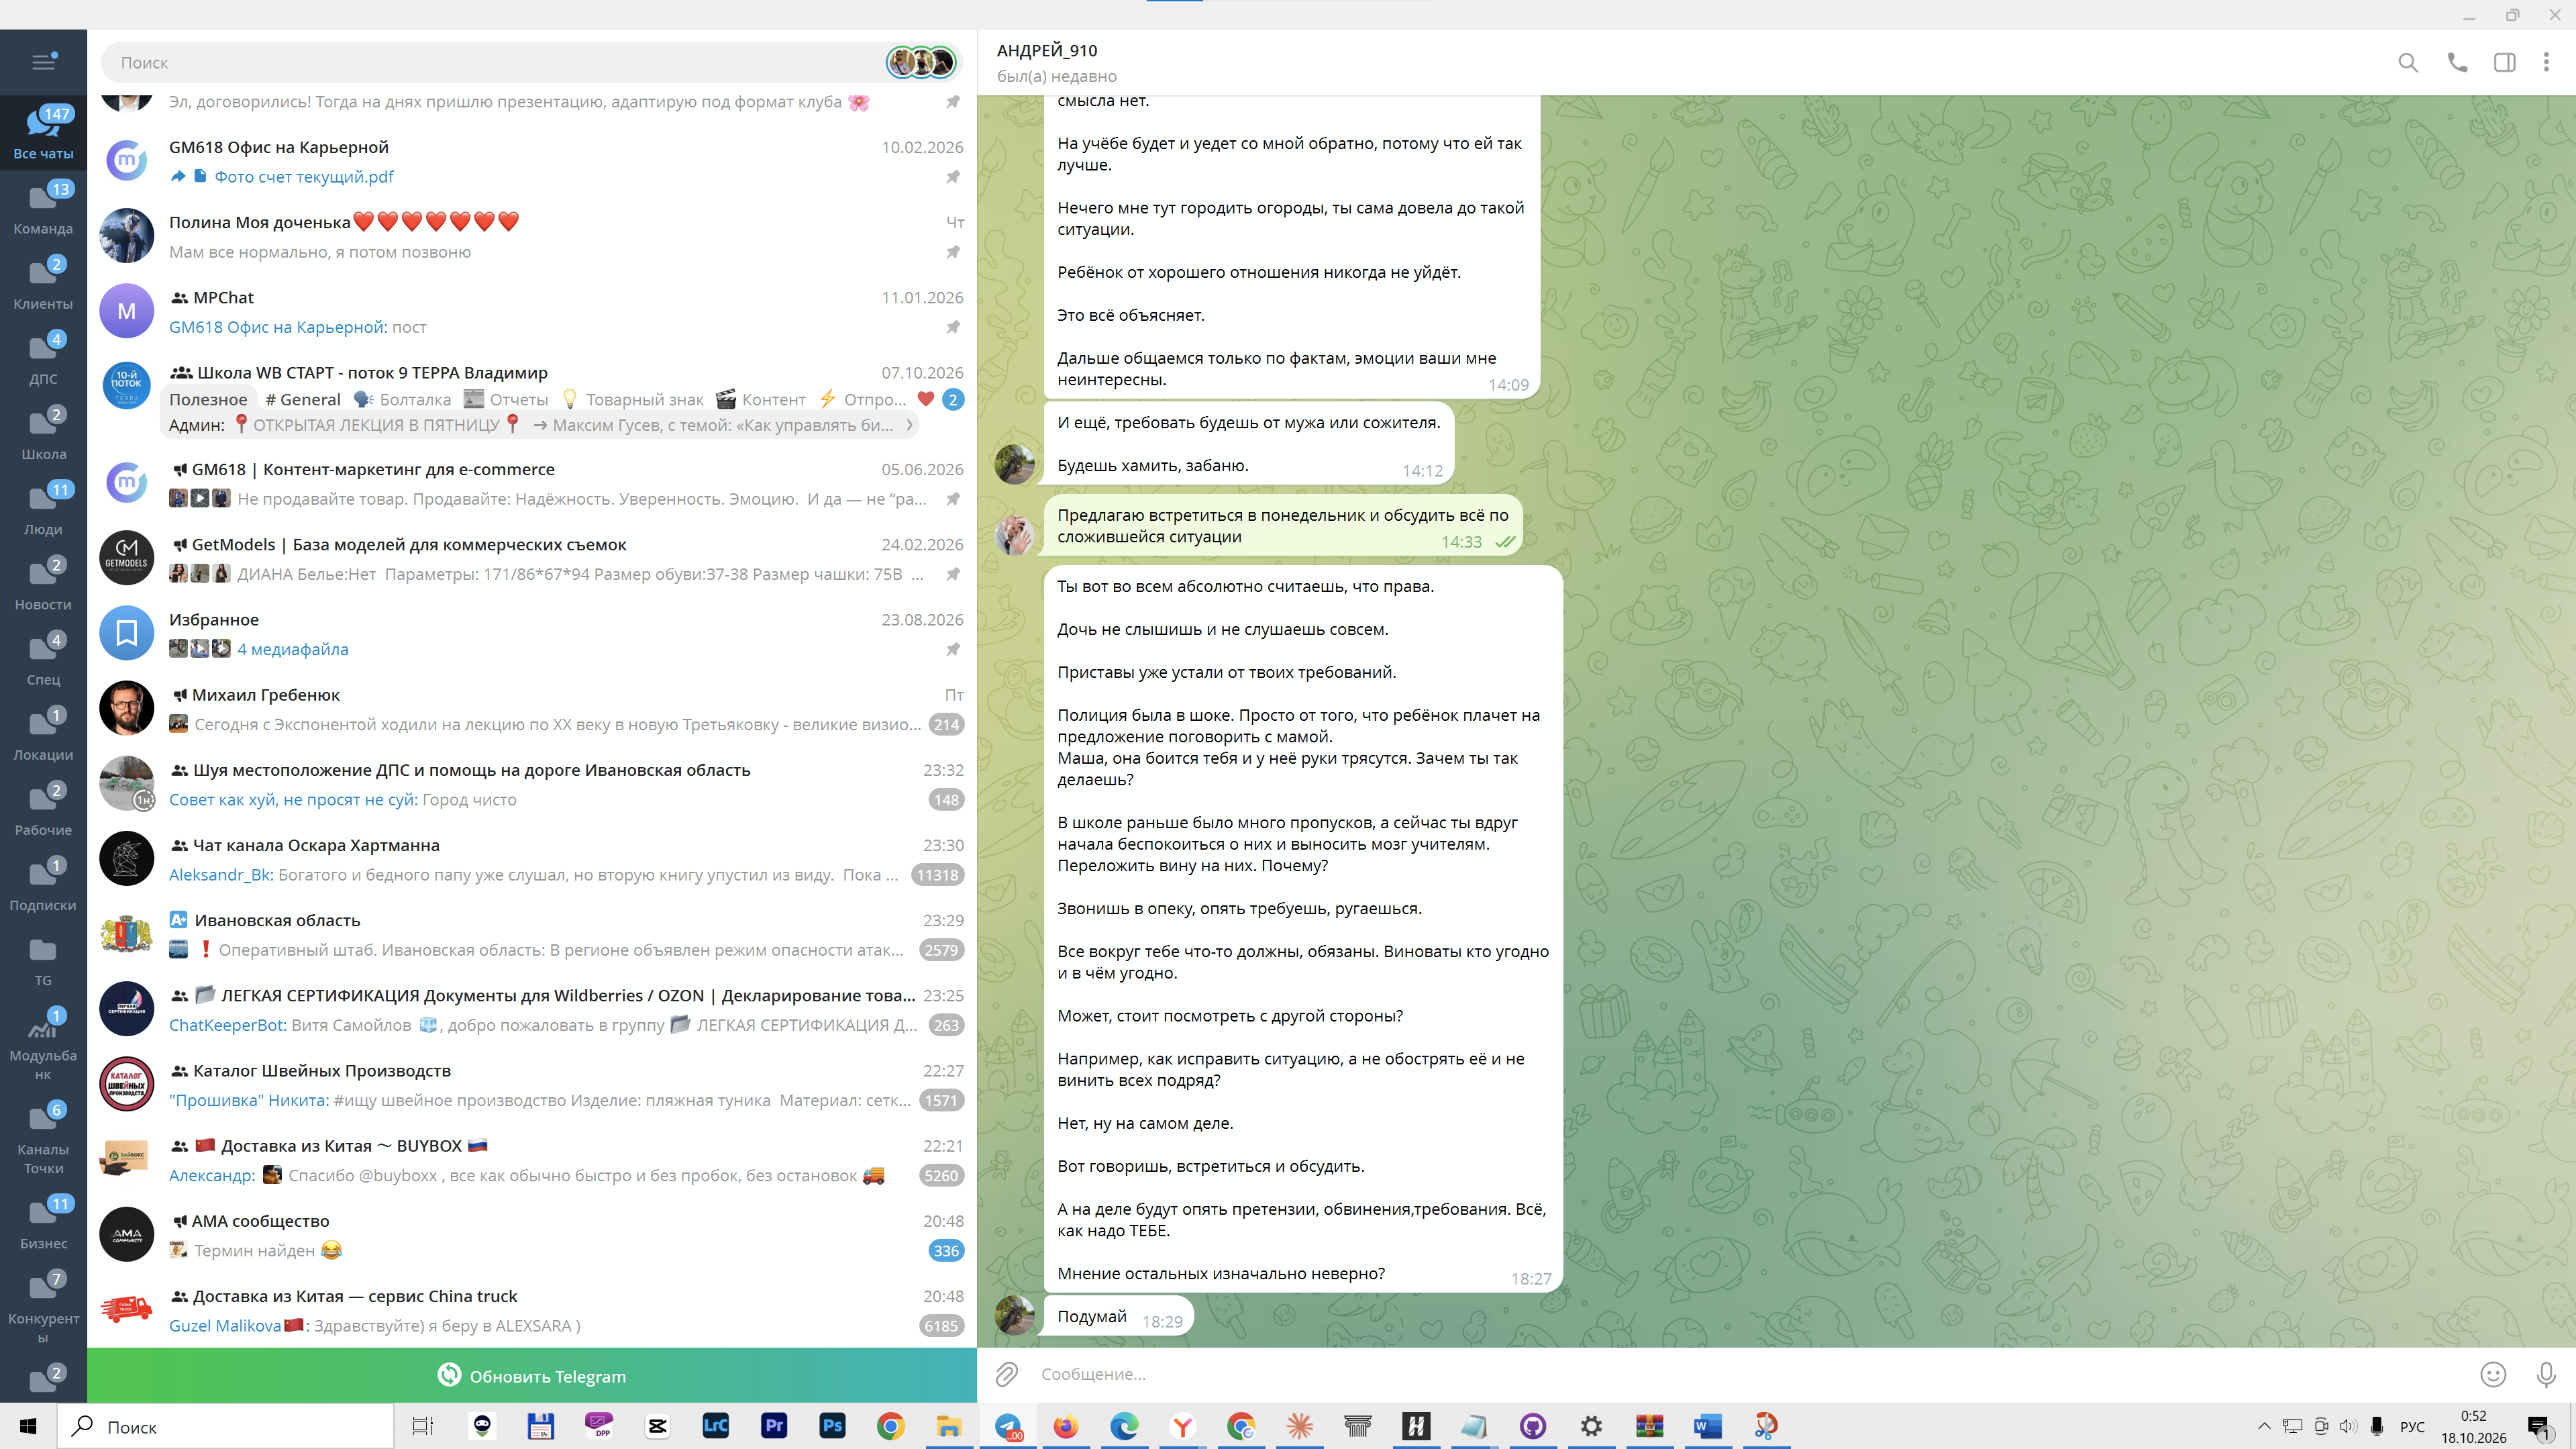 Поиск
АНДРЕЙ_910
был(а) недавно
147
Все чаты
13
Команда
2
Клиенты
4
ДПС
2
Школа
11
Люди
2
Новости
4
Спец
1
Локации
2
Рабочие
1
Подписки
TG
1
Модульба
нк
6
Каналы
Точки
11
Бизнес
7
Конкурент
ы
2
Эл, договорились! Тогда на днях пришлю презентацию, адаптирую под формат клуба 🌸
GM618 Офис на Карьерной 10.02.2026
Фото счет текущий.pdf
Полина Моя доченька❤️❤️❤️❤️❤️❤️❤️ Чт
Мам все нормально, я потом позвоню
M
MPChat 11.01.2026
GM618 Офис на Карьерной: пост
10-Й
ПОТОК
Школа WB СТАРТ - поток 9 ТЕРРА Владимир 07.10.2026
Полезное # General 🗣 Болталка 📰 Отчеты 💡 Товарный знак 🎬 Контент ⚡ Отпро... ❤ 2
Админ: 📍ОТКРЫТАЯ ЛЕКЦИЯ В ПЯТНИЦУ📍 → Максим Гусев, с темой: «Как управлять би...
GM618 | Контент-маркетинг для e-commerce 05.06.2026
Не продавайте товар. Продавайте: Надёжность. Уверенность. Эмоцию. И да — не “ра...
GETMODELS
GetModels | База моделей для коммерческих съемок 24.02.2026
ДИАНА Белье:Нет Параметры: 171/86*67*94 Размер обуви:37-38 Размер чашки: 75B ...
Избранное 23.08.2026
4 медиафайла
Михаил Гребенюк Пт
Сегодня с Экспонентой ходили на лекцию по XX веку в новую Третьяковку - великие визио... 214
1н
Шуя местоположение ДПС и помощь на дороге Ивановская область 23:32
Совет как хуй, не просят не суй: Город чисто 148
Чат канала Оскара Хартманна 23:30
Aleksandr_Bk: Богатого и бедного папу уже слушал, но вторую книгу упустил из виду. Пока ... 11318
A+ Ивановская область 23:29
❗ Оперативный штаб. Ивановская область: В регионе объявлен режим опасности атак... 2579
📂 ЛЕГКАЯ СЕРТИФИКАЦИЯ Документы для Wildberries / OZON | Декларирование това... 23:25
ChatKeeperBot: Витя Самойлов 🧊, добро пожаловать в группу 📂 ЛЕГКАЯ СЕРТИФИКАЦИЯ Д... 263
КАТАЛОГ
ШВЕЙНЫХ
ПРОИЗВОДСТВ
Каталог Швейных Производств 22:27
"Прошивка" Никита: #ищу швейное производство Изделие: пляжная туника Материал: сетк... 1571
🇨🇳 Доставка из Китая ～ BUYBOX 🇷🇺 22:21
Александр: Спасибо @buyboxx , все как обычно быстро и без пробок, без остановок 🚚 5260
AMA
COMMUNITY
AMA сообщество 20:48
Термин найден 😂 336
Доставка из Китая — сервис China truck 20:48
Guzel Malikova🇨🇳: Здравствуйте) я беру в ALEXSARA ) 6185
Обновить Telegram
смысла нет.
На учёбе будет и уедет со мной обратно, потому что ей так
лучше.
Нечего мне тут городить огороды, ты сама довела до такой
ситуации.
Ребёнок от хорошего отношения никогда не уйдёт.
Это всё объясняет.
Дальше общаемся только по фактам, эмоции ваши мне
неинтересны. 14:09
И ещё, требовать будешь от мужа или сожителя.
Будешь хамить, забаню. 14:12
Предлагаю встретиться в понедельник и обсудить всё по
сложившейся ситуации 14:33
Ты вот во всем абсолютно считаешь, что права.
Дочь не слышишь и не слушаешь совсем.
Приставы уже устали от твоих требований.
Полиция была в шоке. Просто от того, что ребёнок плачет на
предложение поговорить с мамой.
Маша, она боится тебя и у неё руки трясутся. Зачем ты так
делаешь?
В школе раньше было много пропусков, а сейчас ты вдруг
начала беспокоиться о них и выносить мозг учителям.
Переложить вину на них. Почему?
Звонишь в опеку, опять требуешь, ругаешься.
Все вокруг тебе что-то должны, обязаны. Виноваты кто угодно
и в чём угодно.
Может, стоит посмотреть с другой стороны?
Например, как исправить ситуацию, а не обострять её и не
винить всех подряд?
Нет, ну на самом деле.
Вот говоришь, встретиться и обсудить.
А на деле будут опять претензии, обвинения,требования. Всё,
как надо ТЕБЕ.
Мнение остальных изначально неверно? 18:27
Подумай 18:29
Сообщение...
Поиск
DPP
LrC
Pr
Ps
..00
H
W
РУС
0:52
18.10.2026
1